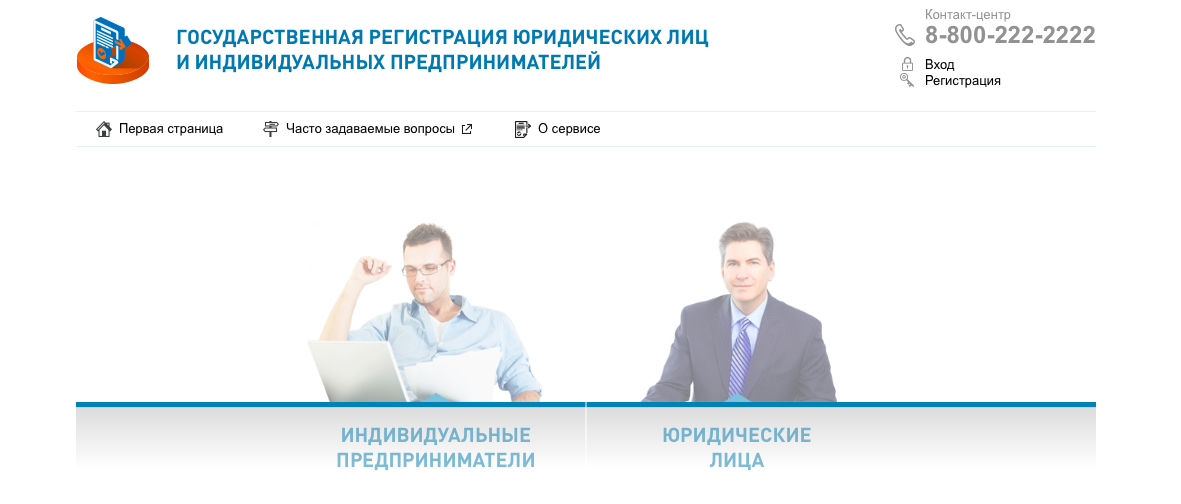 Контакт-центр
8-800-222-2222
ГОСУДАРСТВЕННАЯ РЕГИСТРАЦИЯ ЮРИДИЧЕСКИХ ЛИЦ
И ИНДИВИДУАЛЬНЫХ ПРЕДПРИНИМАТЕЛЕЙ
Вход
Регистрация
Первая страница
Часто задаваемые вопросы
О сервисе
ИНДИВИДУАЛЬНЫЕ
ПРЕДПРИНИМАТЕЛИ
ЮРИДИЧЕСКИЕ
ЛИЦА